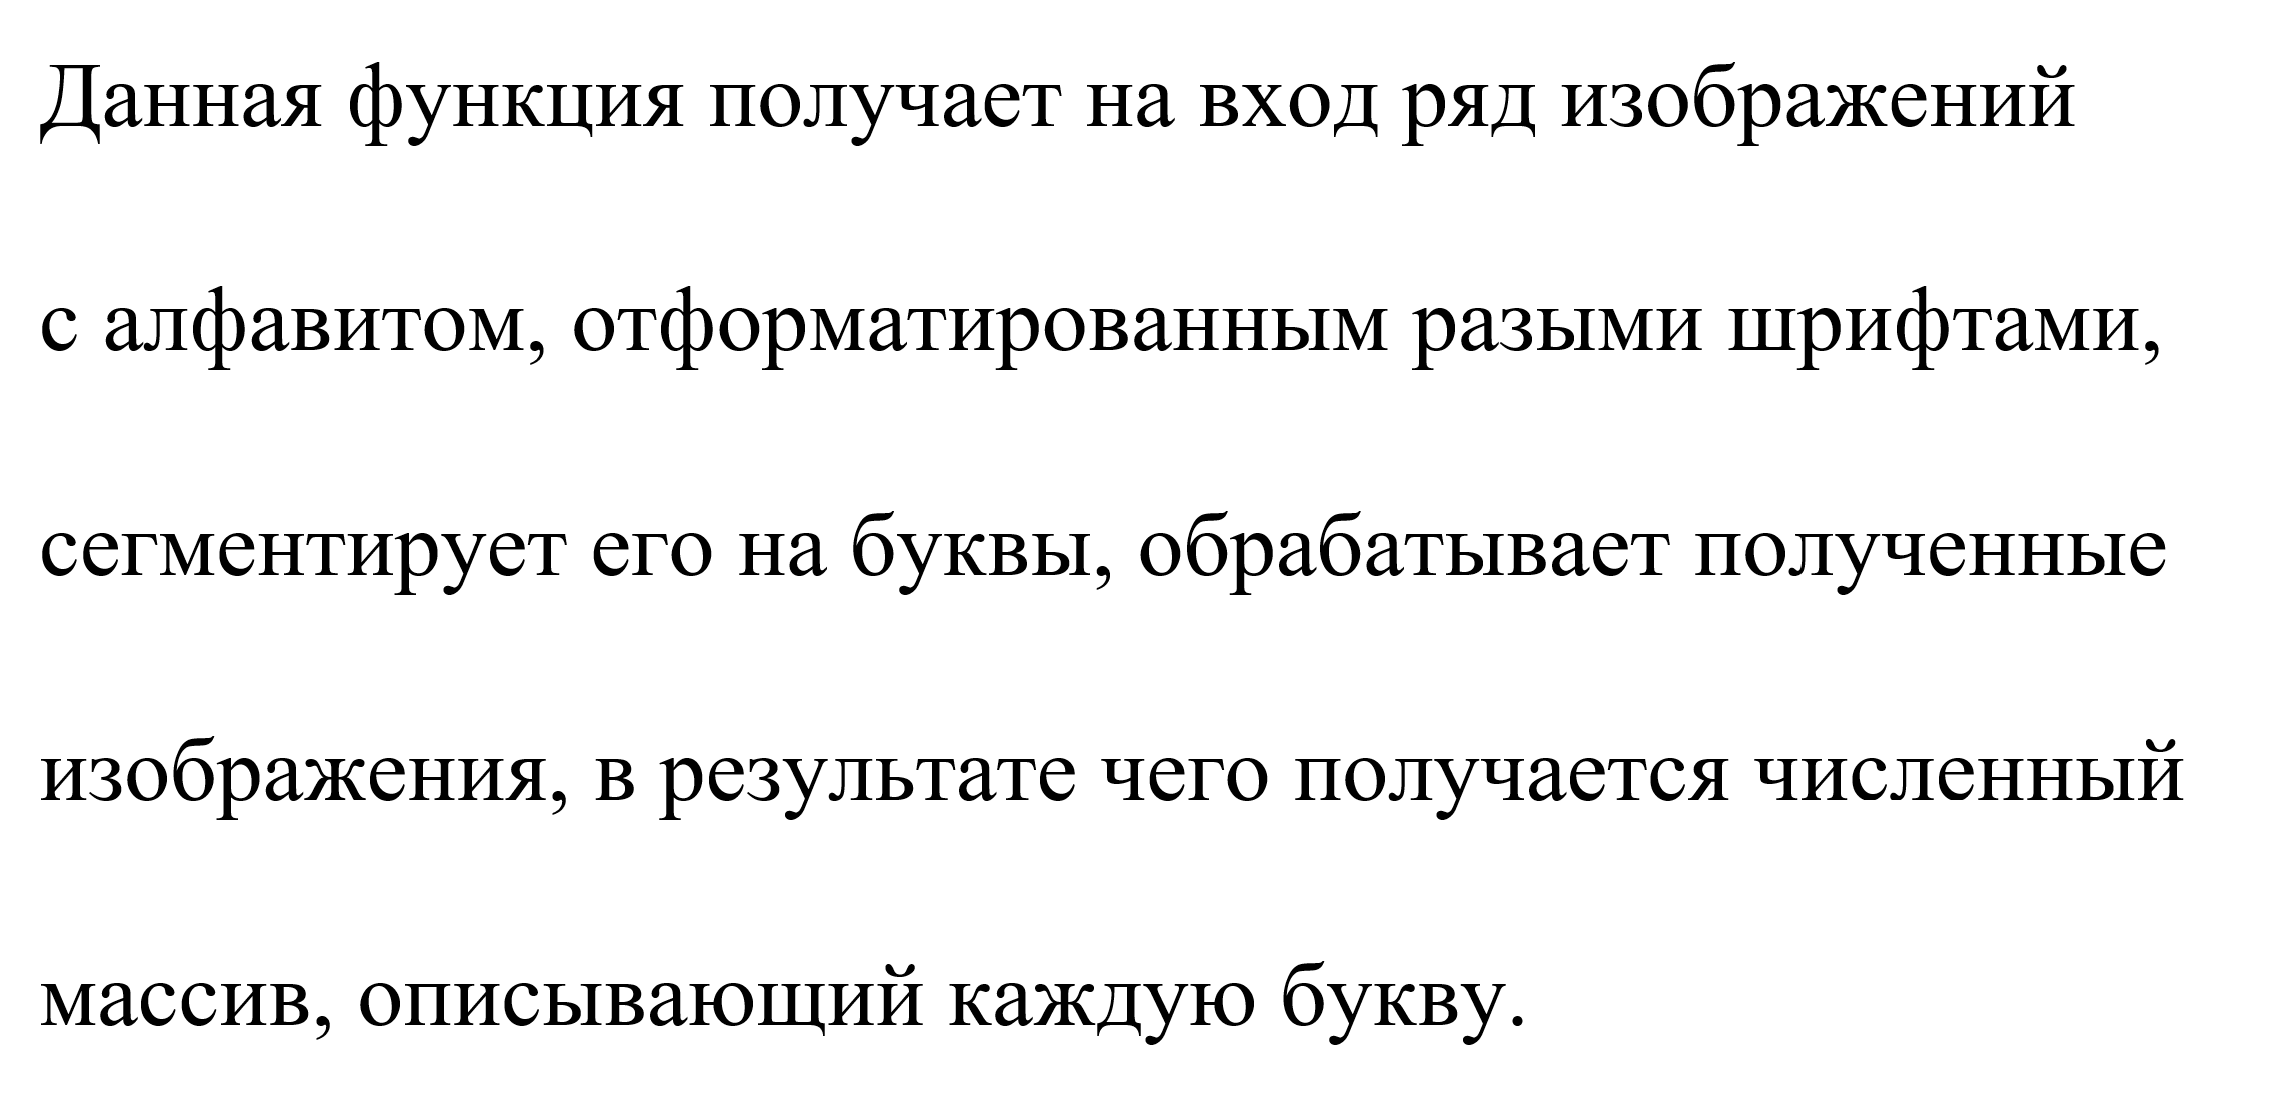 Данная функция получает на вход ряд изображений
с алфавитом, отформатированным разыми шрифтами,
сегментирует его на буквы, обрабатывает полученные
изображения, в результате чего получается численный
массив, описывающий каждую букву.